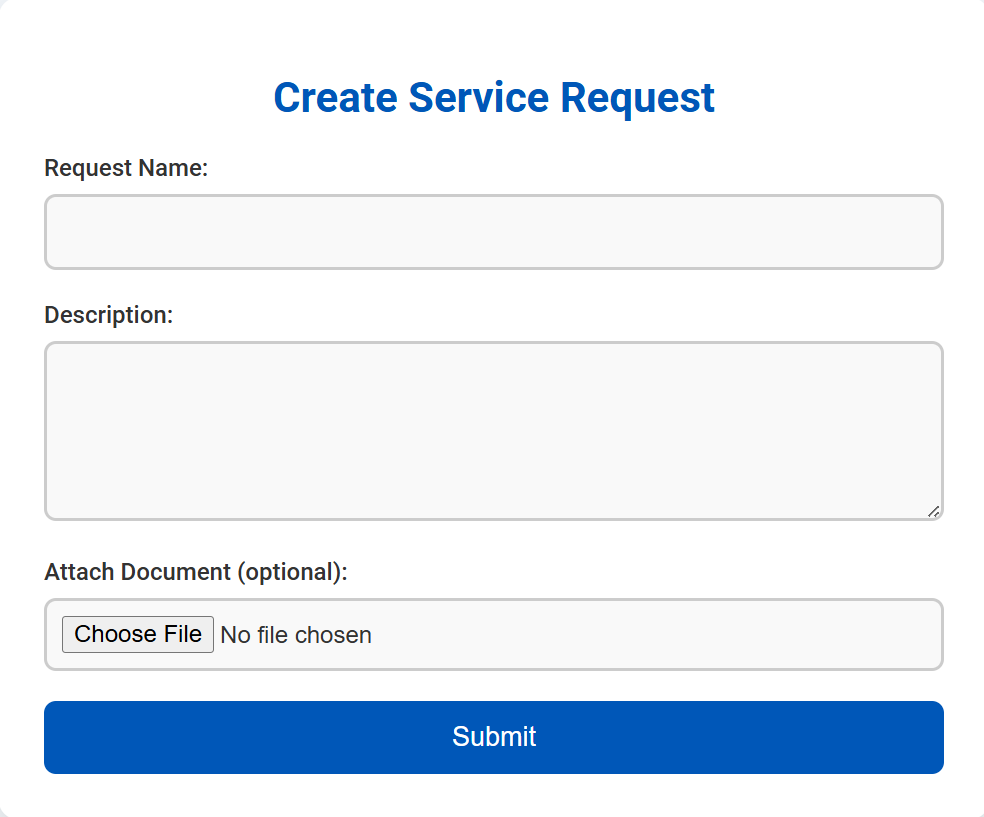 Create Service Request
Request Name:
Description:
Attach Document (optional):
Choose File No file chosen
Submit